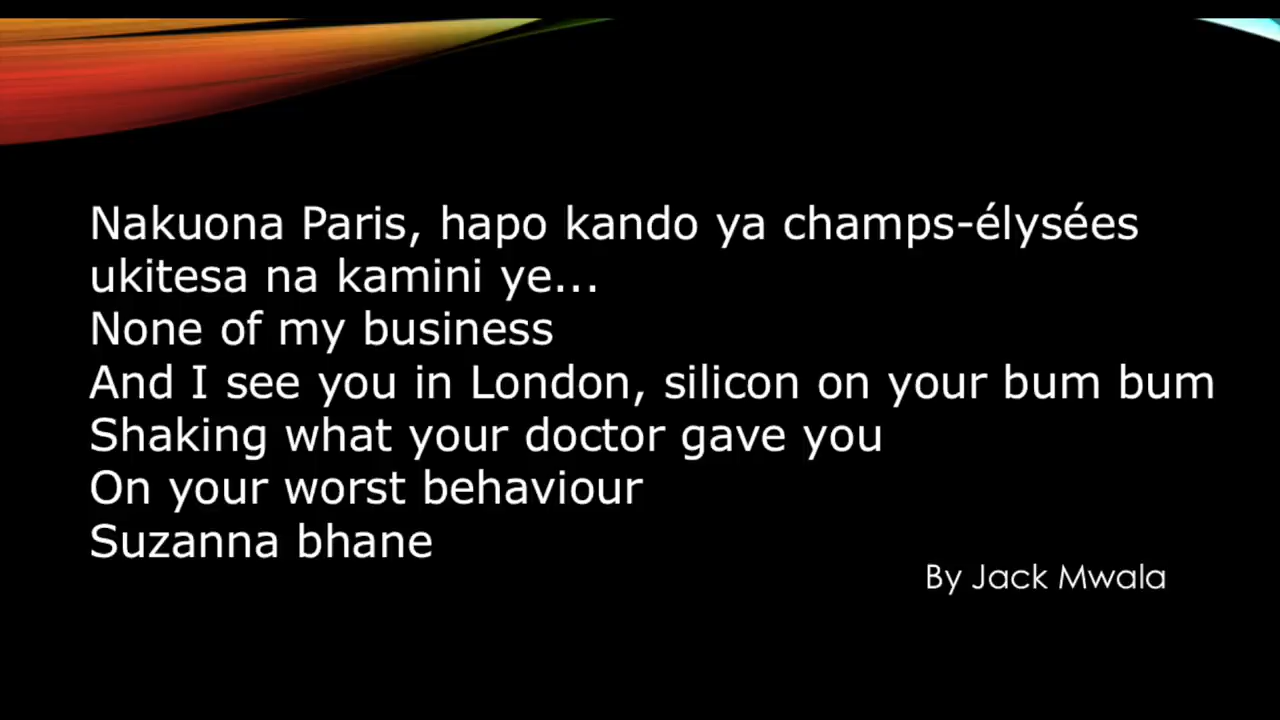 Nakuona Paris, hapo kando ya champs-élysées
ukitesa na kamini ye...
None of my business
And I see you in London, silicon on your bum bum
Shaking what your doctor gave you
On your worst behaviour
Suzanna bhane
By Jack Mwala